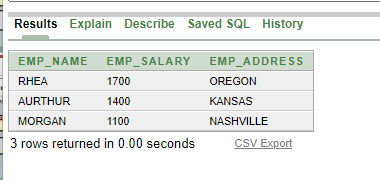 Results Explain Describe Saved SQL History
EMP_NAME EMP_SALARY EMP_ADDRESS
RHEA 1700 OREGON
AURTHUR 1400 KANSAS
MORGAN 1100 NASHVILLE
3 rows returned in 0.00 seconds CSV Export